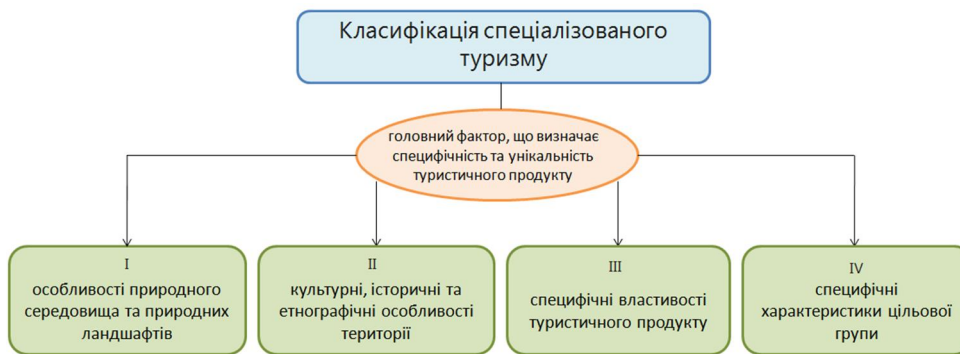 Класифікація спеціалізованого
туризму
головний фактор, що визначає
специфічність та унікальність
туристичного продукту
I
особливості природного
середовища та природних
ландшафтів
II
культурні, історичні та
етнографічні особливості
території
III
специфічні властивості
туристичного продукту
IV
специфічні
характеристики цільової
групи